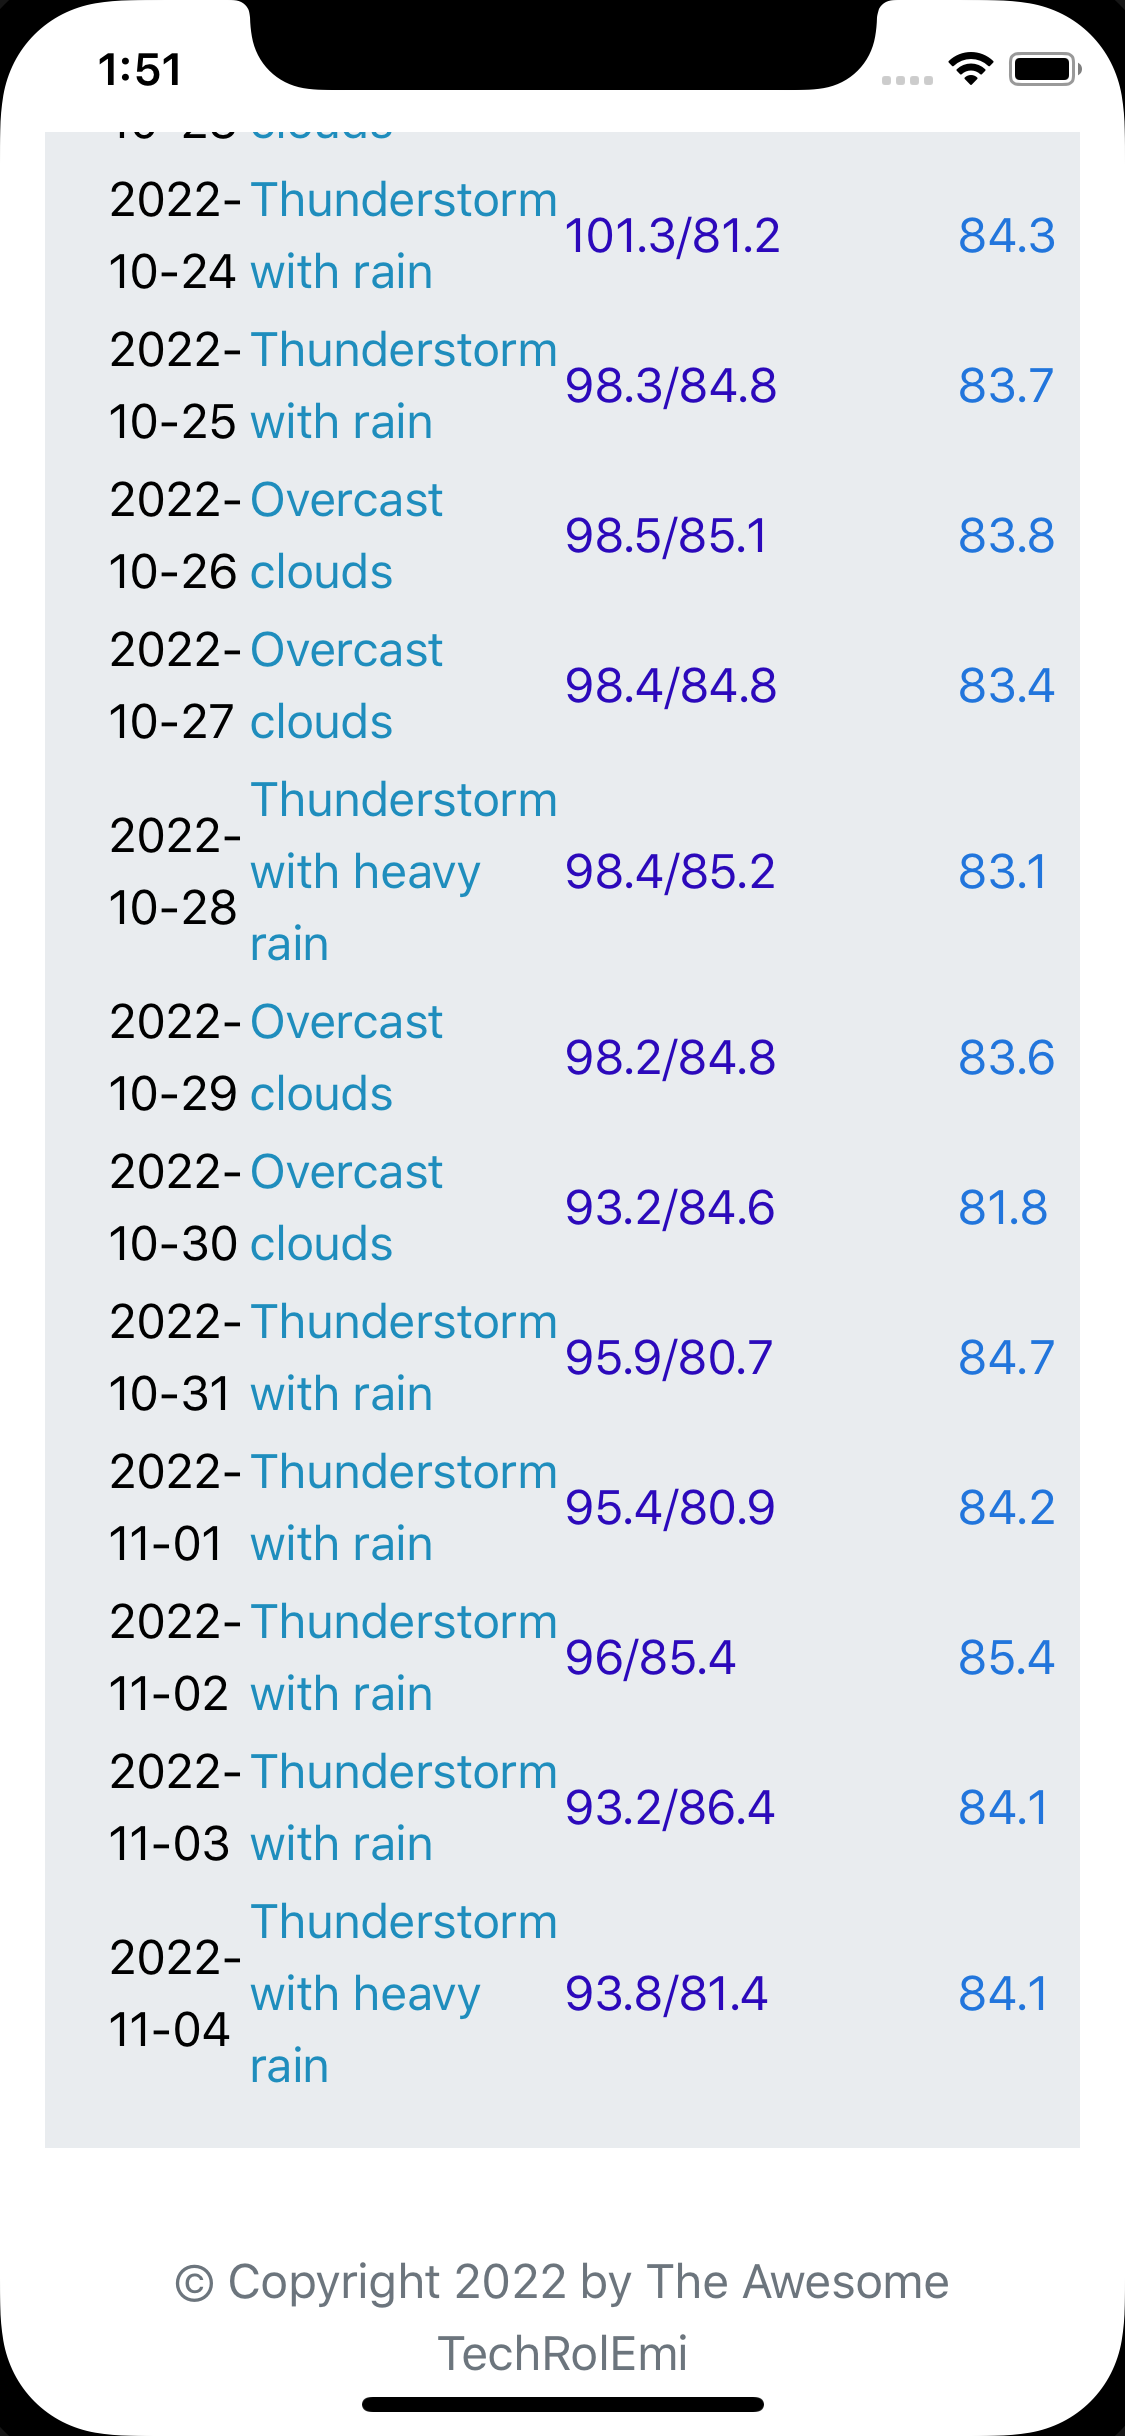 1:51
2022- Thunderstorm
101.3/81.2 84.3
10-24 with rain
2022- Thunderstorm
98.3/84.8 83.7
10-25 with rain
2022- Overcast
98.5/85.1 83.8
10-26 clouds
2022- Overcast
98.4/84.8 83.4
10-27 clouds
Thunderstorm
2022-
with heavy 98.4/85.2 83.1
10-28
rain
2022- Overcast
98.2/84.8 83.6
10-29 clouds
2022- Overcast
93.2/84.6 81.8
10-30 clouds
2022- Thunderstorm
95.9/80.7 84.7
10-31 with rain
2022- Thunderstorm
95.4/80.9 84.2
11-01 with rain
2022- Thunderstorm
96/85.4 85.4
11-02 with rain
2022- Thunderstorm
93.2/86.4 84.1
11-03 with rain
Thunderstorm
2022-
with heavy 93.8/81.4 84.1
11-04
rain
© Copyright 2022 by The Awesome
TechRolEmi